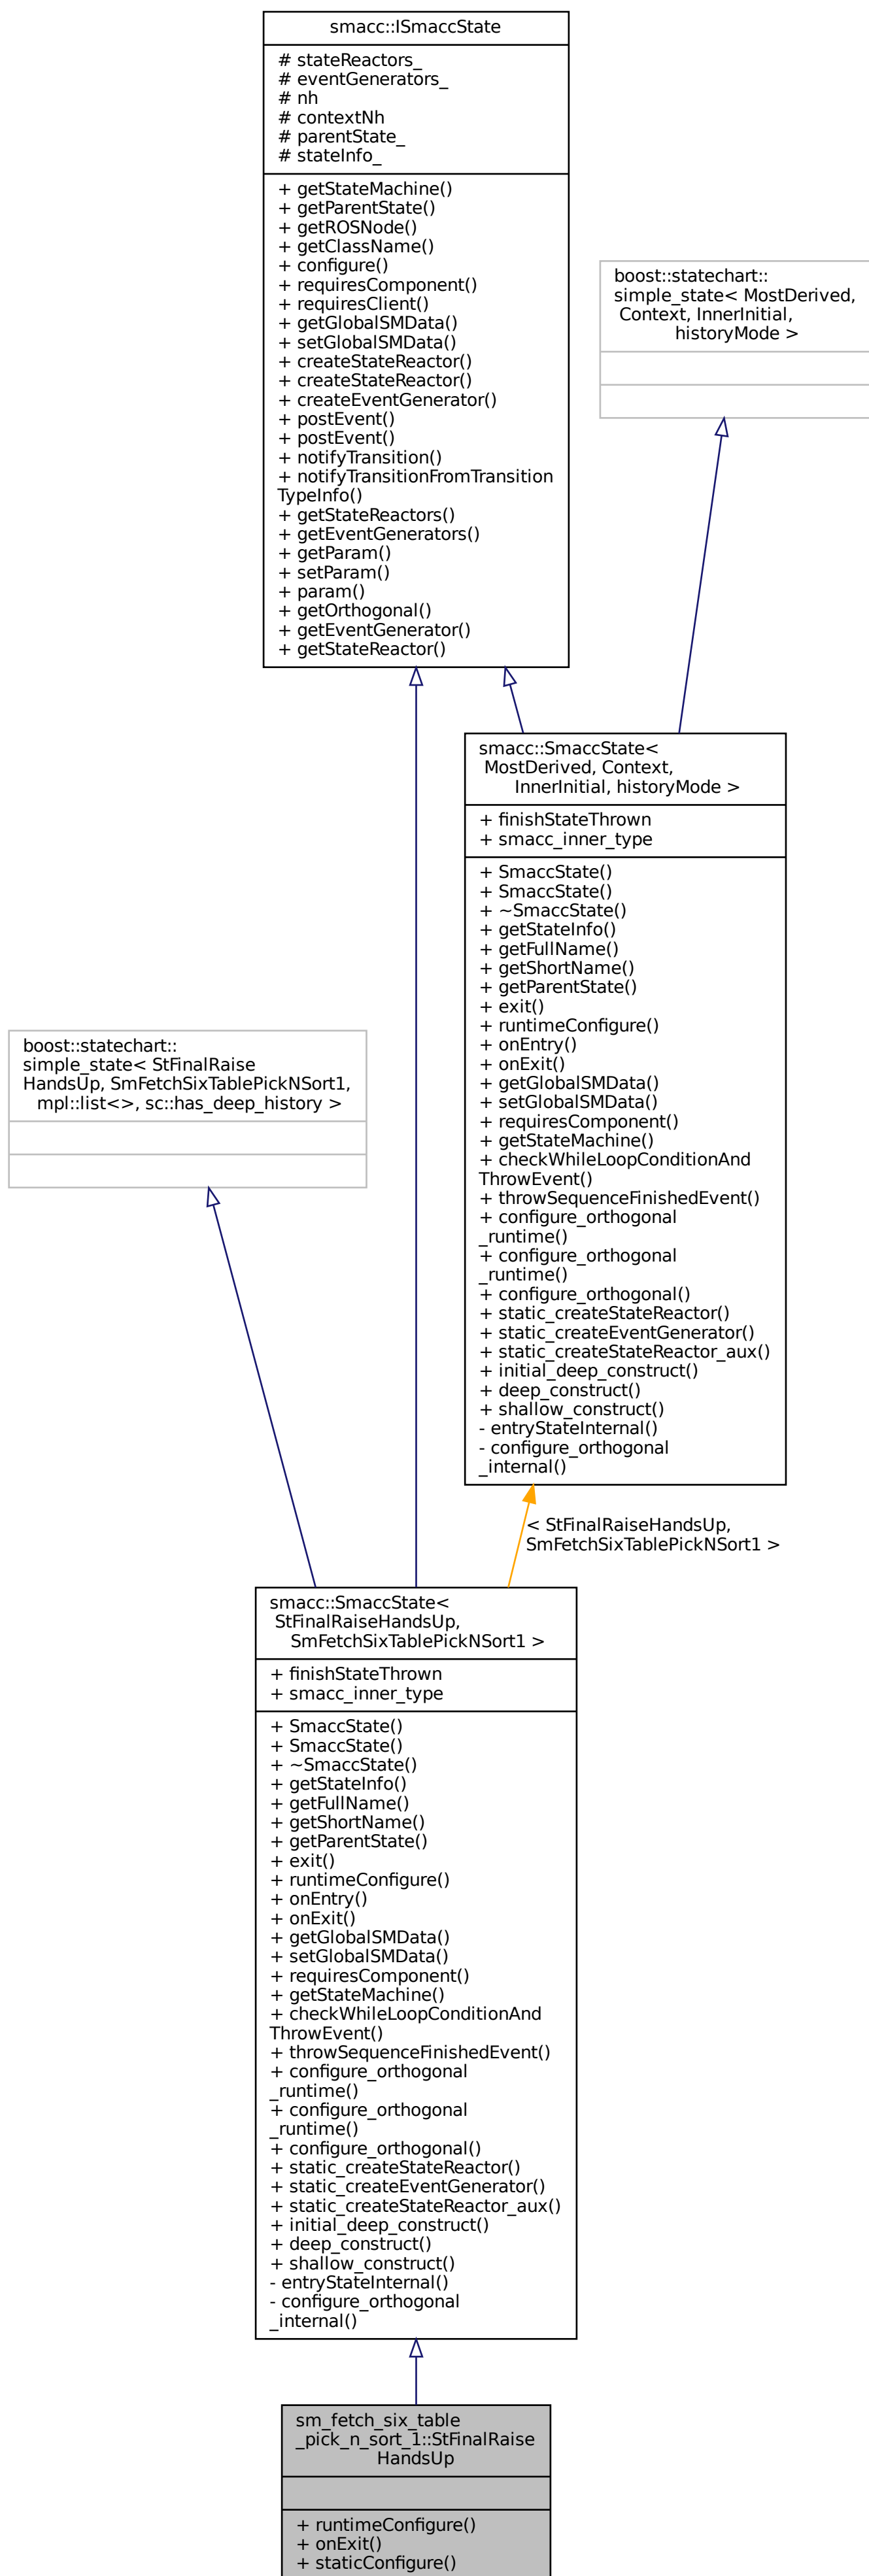 smacc::ISmaccState
# stateReactors_
# eventGenerators_
# nh
# contextNh
# parentState_
# stateInfo_
+ getStateMachine()
+ getParentState()
+ getROSNode()
+ getClassName()
+ configure()
+ requiresComponent()
+ requiresClient()
+ getGlobalSMData()
+ setGlobalSMData()
+ createStateReactor()
+ createStateReactor()
+ createEventGenerator()
+ postEvent()
+ postEvent()
+ notifyTransition()
+ notifyTransitionFromTransition
TypeInfo()
+ getStateReactors()
+ getEventGenerators()
+ getParam()
+ setParam()
+ param()
+ getOrthogonal()
+ getEventGenerator()
+ getStateReactor()
boost::statechart::
simple_state< MostDerived,
Context, InnerInitial,
historyMode >
smacc::SmaccState<
MostDerived, Context,
InnerInitial, historyMode >
+ finishStateThrown
+ smacc_inner_type
+ SmaccState()
+ SmaccState()
+ ~SmaccState()
+ getStateInfo()
+ getFullName()
+ getShortName()
+ getParentState()
+ exit()
+ runtimeConfigure()
+ onEntry()
+ onExit()
+ getGlobalSMData()
+ setGlobalSMData()
+ requiresComponent()
+ getStateMachine()
+ checkWhileLoopConditionAnd
ThrowEvent()
+ throwSequenceFinishedEvent()
+ configure_orthogonal
_runtime()
+ configure_orthogonal
_runtime()
+ configure_orthogonal()
+ static_createStateReactor()
+ static_createEventGenerator()
+ static_createStateReactor_aux()
+ initial_deep_construct()
+ deep_construct()
+ shallow_construct()
- entryStateInternal()
- configure_orthogonal
_internal()
boost::statechart::
simple_state< StFinalRaise
HandsUp, SmFetchSixTablePickNSort1,
mpl::list<>, sc::has_deep_history >
< StFinalRaiseHandsUp,
SmFetchSixTablePickNSort1 >
smacc::SmaccState<
StFinalRaiseHandsUp,
SmFetchSixTablePickNSort1 >
+ finishStateThrown
+ smacc_inner_type
+ SmaccState()
+ SmaccState()
+ ~SmaccState()
+ getStateInfo()
+ getFullName()
+ getShortName()
+ getParentState()
+ exit()
+ runtimeConfigure()
+ onEntry()
+ onExit()
+ getGlobalSMData()
+ setGlobalSMData()
+ requiresComponent()
+ getStateMachine()
+ checkWhileLoopConditionAnd
ThrowEvent()
+ throwSequenceFinishedEvent()
+ configure_orthogonal
_runtime()
+ configure_orthogonal
_runtime()
+ configure_orthogonal()
+ static_createStateReactor()
+ static_createEventGenerator()
+ static_createStateReactor_aux()
+ initial_deep_construct()
+ deep_construct()
+ shallow_construct()
- entryStateInternal()
- configure_orthogonal
_internal()
sm_fetch_six_table
_pick_n_sort_1::StFinalRaise
HandsUp
+ runtimeConfigure()
+ onExit()
+ staticConfigure()